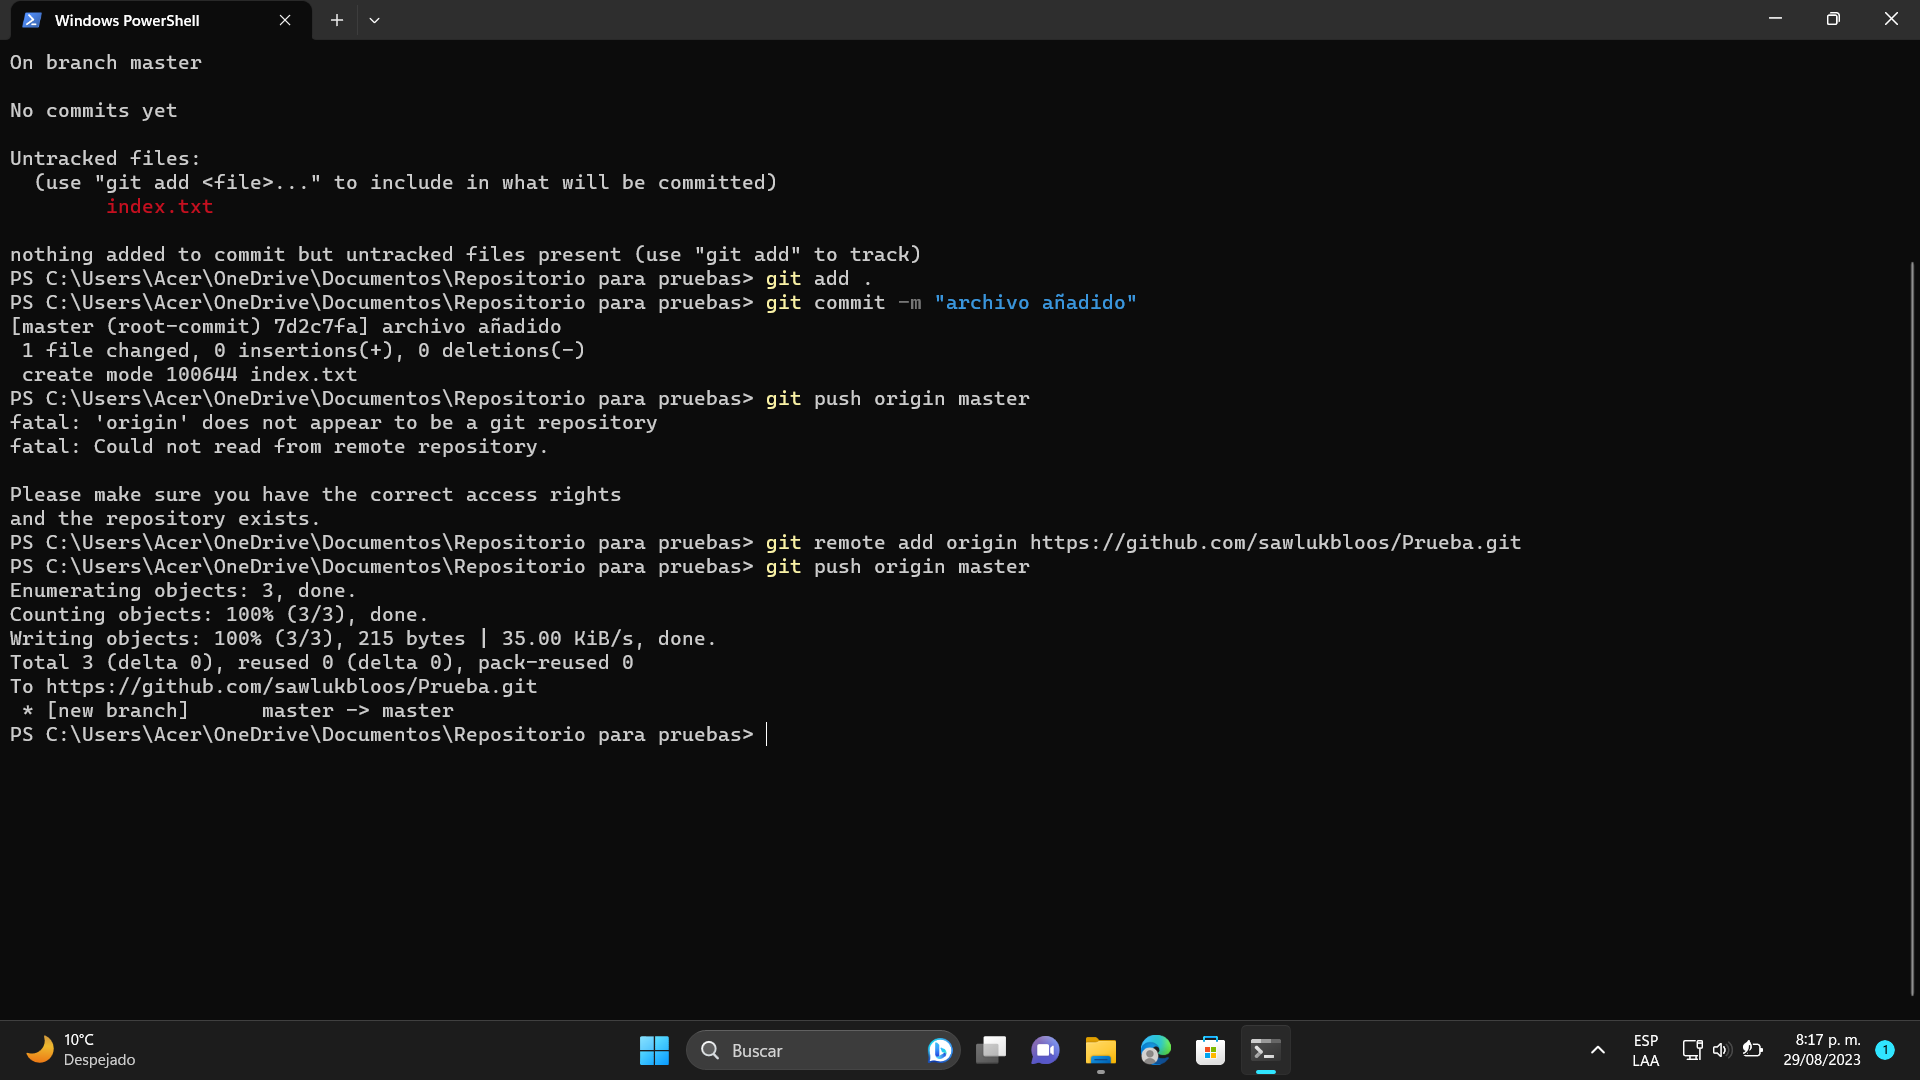 Windows PowerShell
On branch master
No commits yet
Untracked files:
(use "git add <file>..." to include in what will be committed)
index.txt
nothing added to commit but untracked files present (use "git add" to track)
PS C:\Users\Acer\OneDrive\Documentos\Repositorio para pruebas> git add .
PS C:\Users\Acer\OneDrive\Documentos\Repositorio para pruebas> git commit -m "archivo añadido"
[master (root-commit) 7d2c7fa] archivo añadido
1 file changed, 0 insertions(+), 0 deletions(-)
create mode 100644 index.txt
PS C:\Users\Acer\OneDrive\Documentos\Repositorio para pruebas> git push origin master
fatal: 'origin' does not appear to be a git repository
fatal: Could not read from remote repository.
Please make sure you have the correct access rights
and the repository exists.
PS C:\Users\Acer\OneDrive\Documentos\Repositorio para pruebas> git remote add origin https://github.com/sawlukbloos/Prueba.git
PS C:\Users\Acer\OneDrive\Documentos\Repositorio para pruebas> git push origin master
Enumerating objects: 3, done.
Counting objects: 100% (3/3), done.
Writing objects: 100% (3/3), 215 bytes | 35.00 KiB/s, done.
Total 3 (delta 0), reused 0 (delta 0), pack-reused 0
To https://github.com/sawlukbloos/Prueba.git
* [new branch]      master -> master
PS C:\Users\Acer\OneDrive\Documentos\Repositorio para pruebas>
10°C
Despejado
Buscar
ESP
LAA
8:17 p. m.
29/08/2023
1